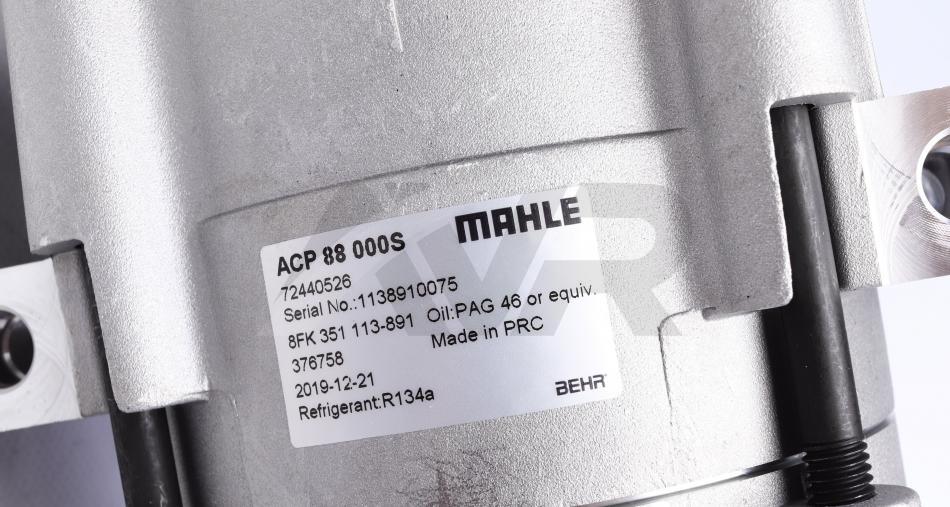 ACP 88 000S MAHLE
72440526
Serial No.:1138910075
8FK 351 113-891 Oil:PAG 46 or equiv.
376758 Made in PRC
2019-12-21
Refrigerant:R134a BEHR
VR